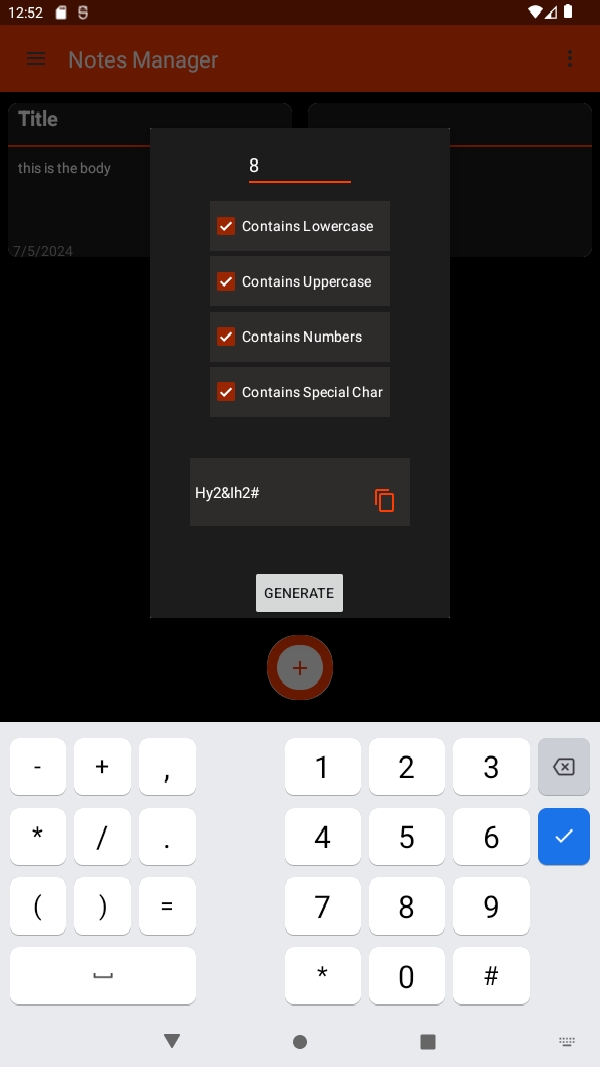 12:52
Notes Manager
Title
this is the body
7/5/2024
8
Contains Lowercase
Contains Uppercase
Contains Numbers
Contains Special Char
Hy2&Ih2#
GENERATE
- + , 1 2 3
* / . 4 5 6
( ) = 7 8 9
* 0 #